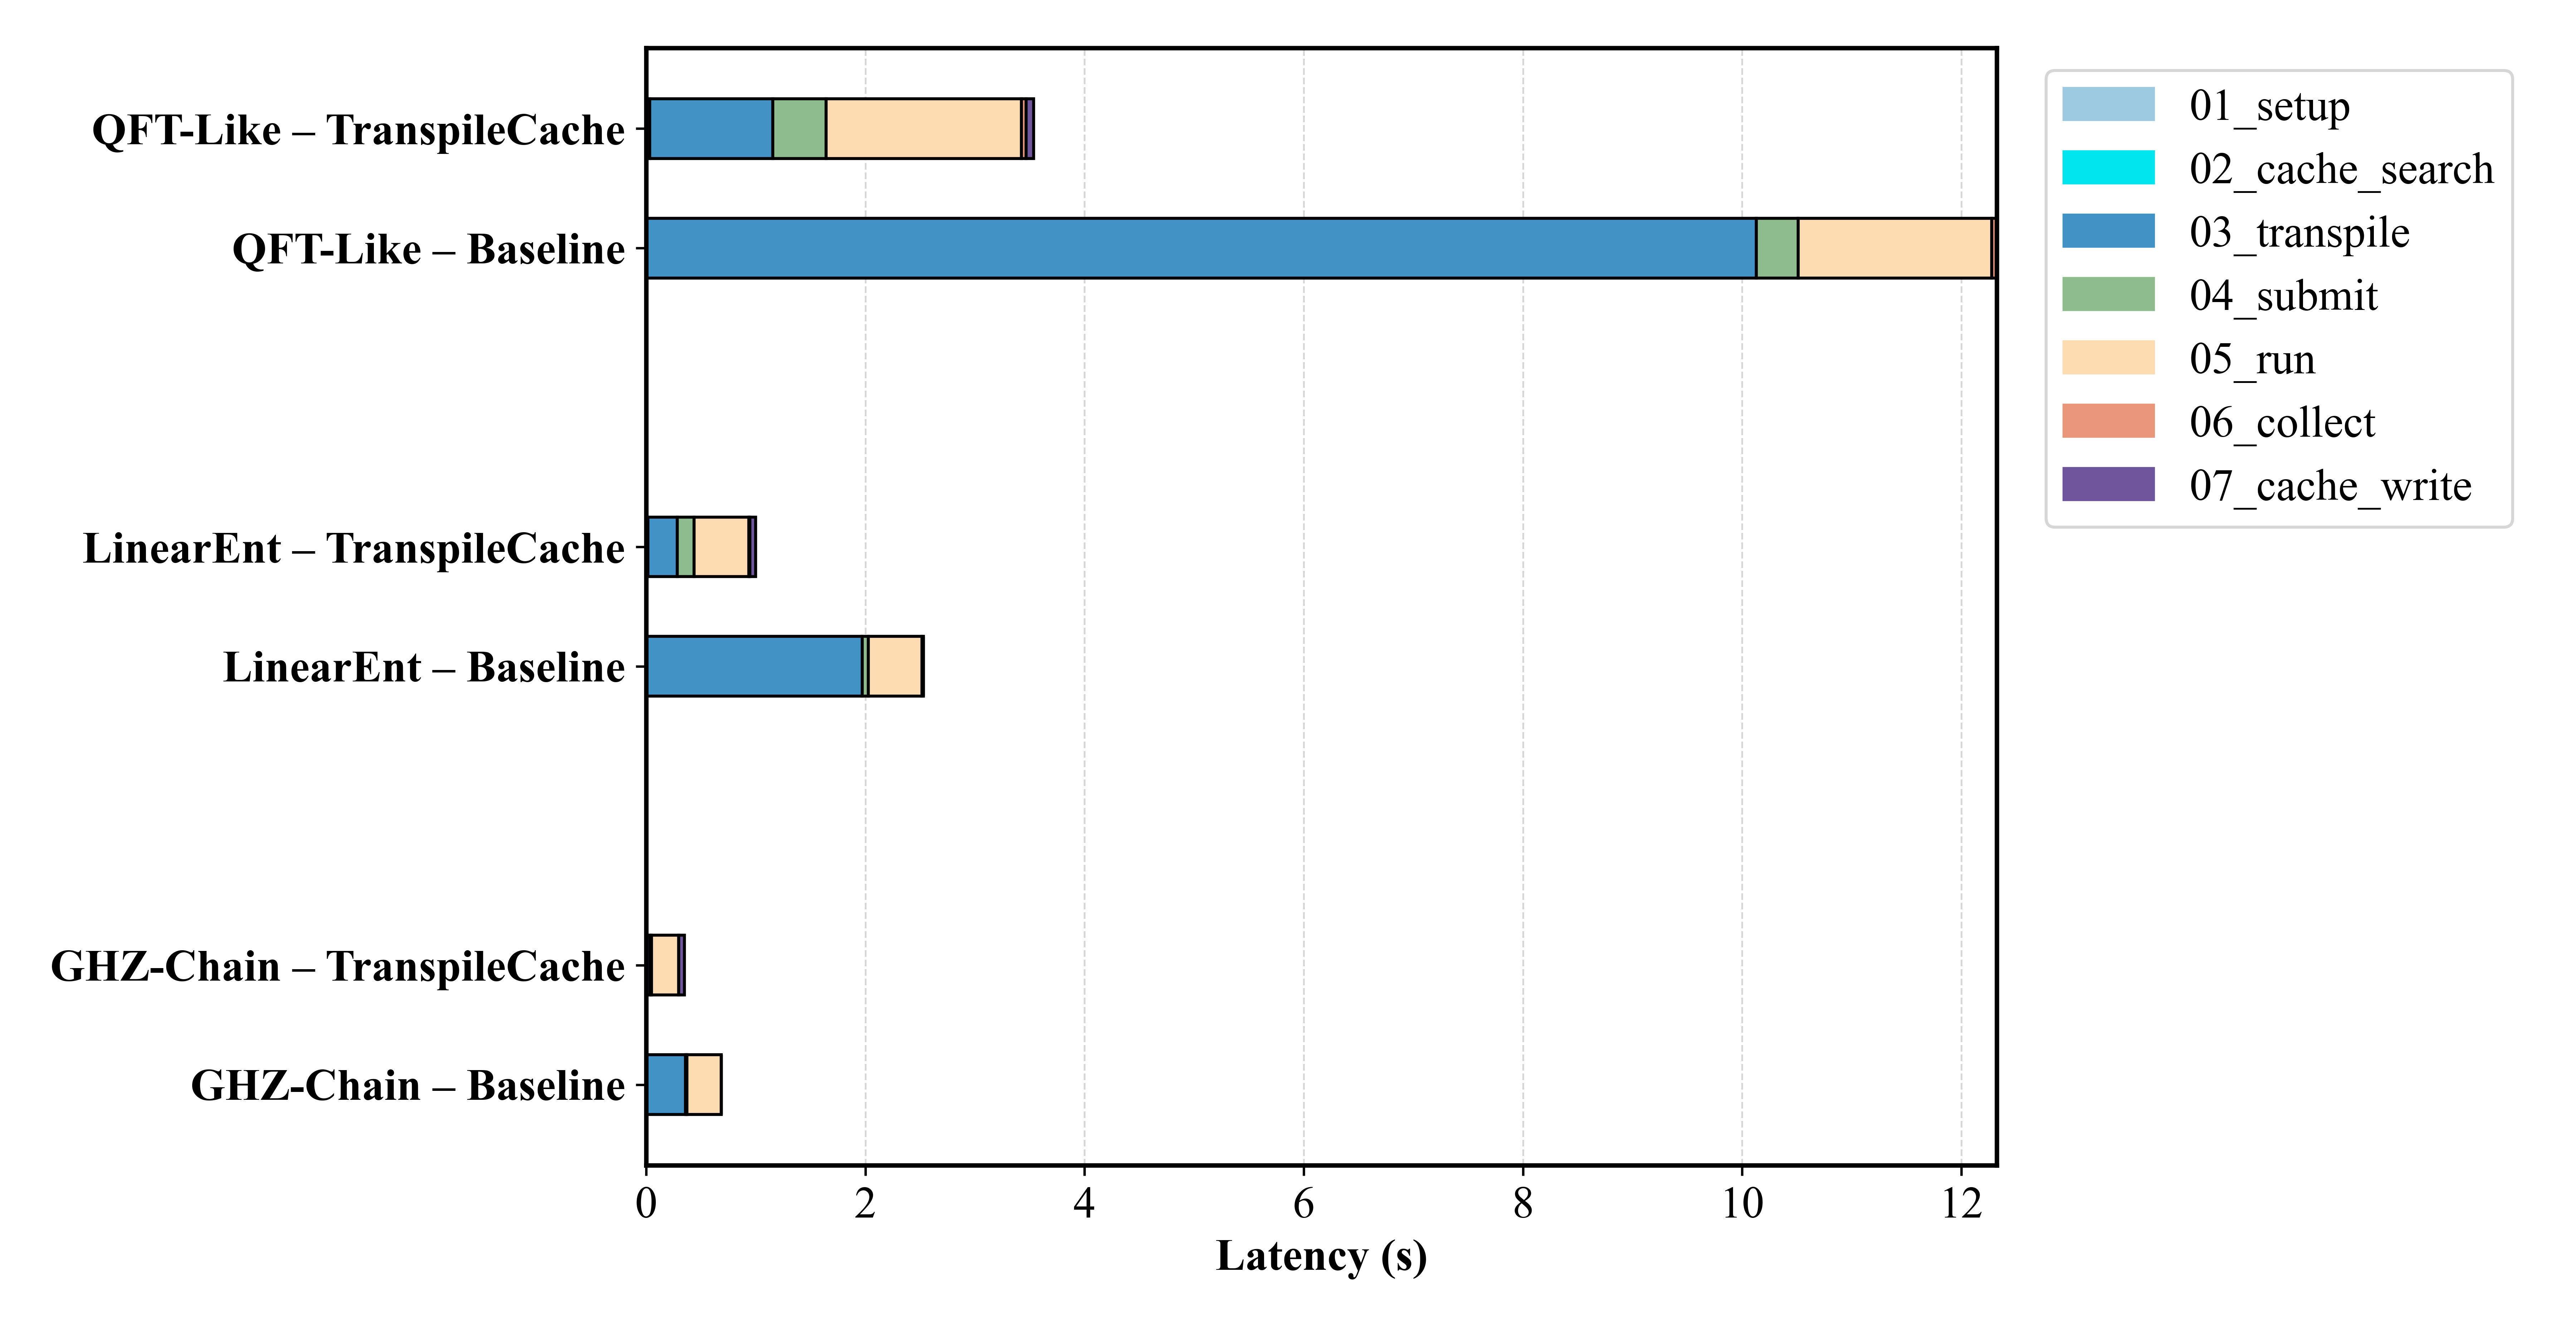 QFT-Like – TranspileCache
QFT-Like – Baseline
LinearEnt – TranspileCache
LinearEnt – Baseline
GHZ-Chain – TranspileCache
GHZ-Chain – Baseline
0 2 4 6 8 10 12
Latency (s)
01_setup
02_cache_search
03_transpile
04_submit
05_run
06_collect
07_cache_write